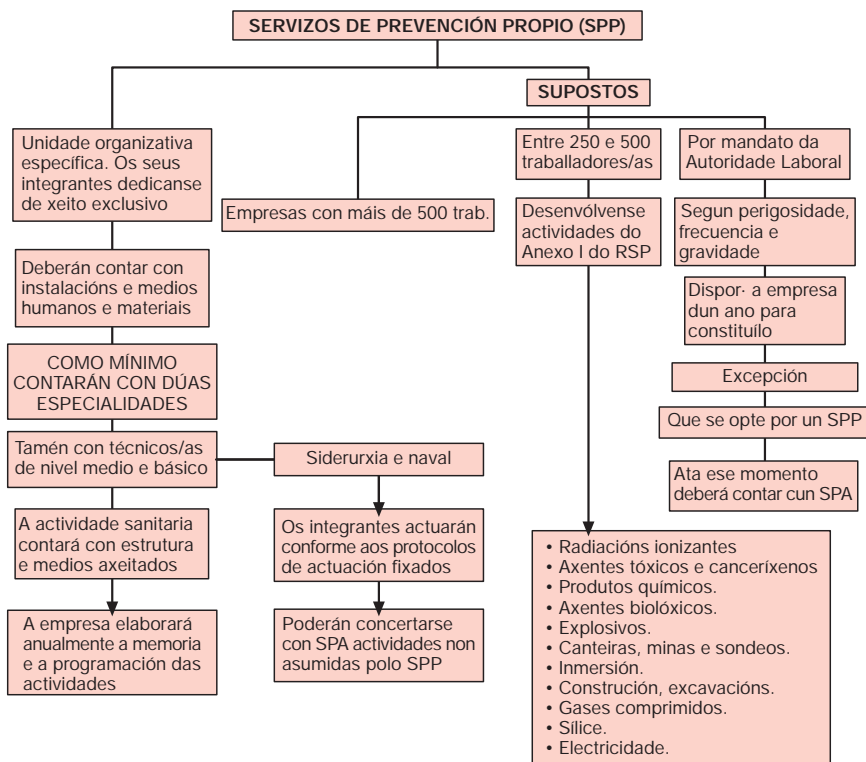 SERVIZOS DE PREVENCIÓN PROPIO (SPP)
SUPOSTOS
Unidade organizativa
específica. Os seus
integrantes dedicanse
de xeito exclusivo
Deberán contar con
instalacións e medios
humanos e materiais
COMO MÍNIMO
CONTARÁN CON DÚAS
ESPECIALIDADES
Tamén con técnicos/as
de nivel medio e básico
A actividade sanitaria
contará con estrutura
e medios axeitados
A empresa elaborará
anualmente a memoria
e a programación das
actividades
Siderurxia e naval
Os integrantes actuarán
conforme aos protocolos
de actuación fixados
Poderán concertarse
con SPA actividades non
asumidas polo SPP
Empresas con máis de 500 trab.
Entre 250 e 500
traballadores/as
Desenvólvense
actividades do
Anexo I do RSP
• Radiacións ionizantes
• Axentes tóxicos e canceríxenos
• Produtos químicos.
• Axentes biolóxicos.
• Explosivos.
• Canteiras, minas e sondeos.
• Inmersión.
• Construción, excavacións.
• Gases comprimidos.
• Sílice.
• Electricidade.
Por mandato da
Autoridade Laboral
Segun perigosidade,
frecuencia e
gravidade
Dispor· a empresa
dun ano para
constituílo
Excepción
Que se opte por un SPP
Ata ese momento
deberá contar cun SPA